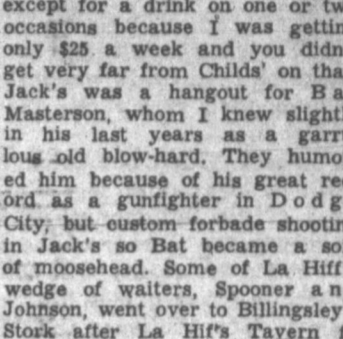 except for a drink on one or tw
occasions because I was gettin
only $25 a week and you didn
get very far from Childs' on tha
Jack's was a hangout for Ba
Masterson, whom I knew slightl
in his last years as a garr
lous old blow-hard. They humo
ed him because of his great re
ord as a gunfighter in Dodg
City, but custom forbade shootin
in Jack's so Bat became a so
of moosehead. Some of La Hiff
wedge of waiters, Spooner an
Johnson, went over to Billingsley
Stork after La Hif's Tavern f